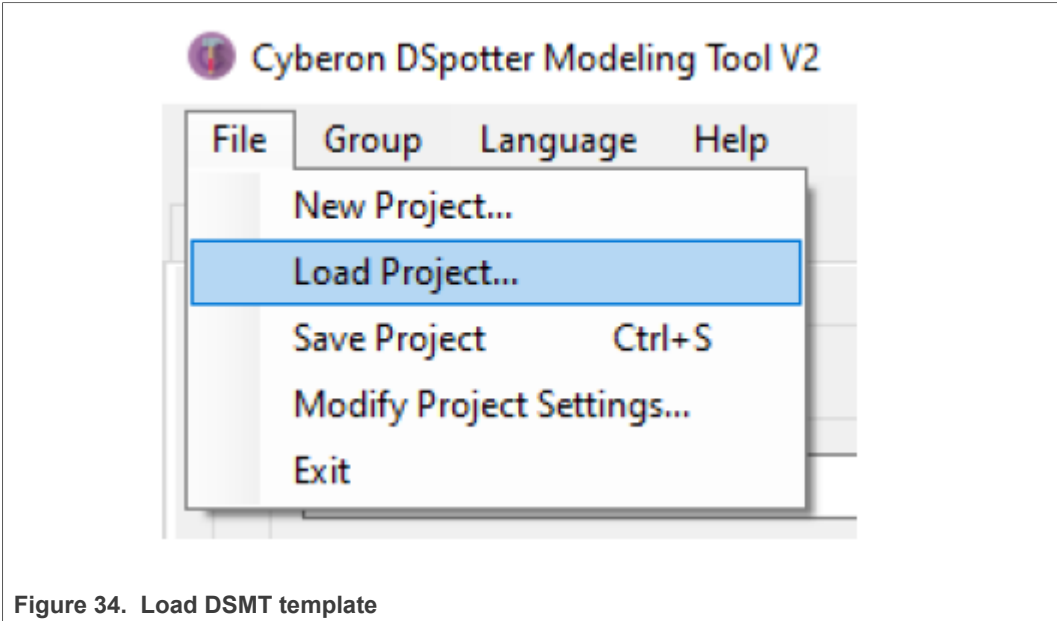 Cyberon DSpotter Modeling Tool V2
File Group Language Help
New Project...
Load Project...
Save Project Ctrl+S
Modify Project Settings...
Exit
Figure 34. Load DSMT template